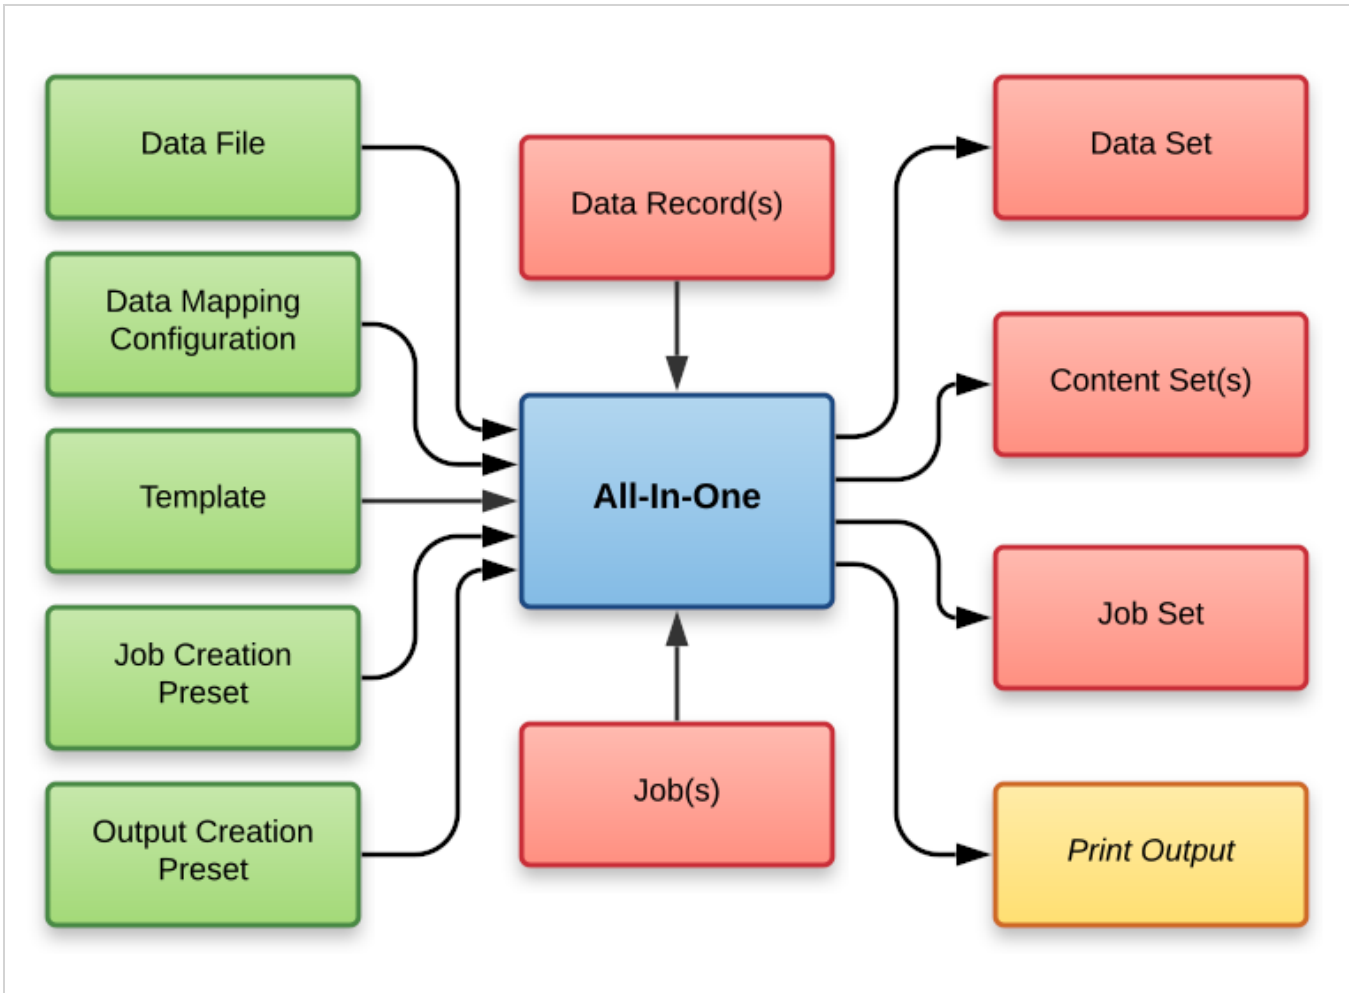 Data File
Data Mapping
Configuration
Template
Job Creation
Preset
Output Creation
Preset
Data Record(s)
All-In-One
Job(s)
Data Set
Content Set(s)
Job Set
Print Output